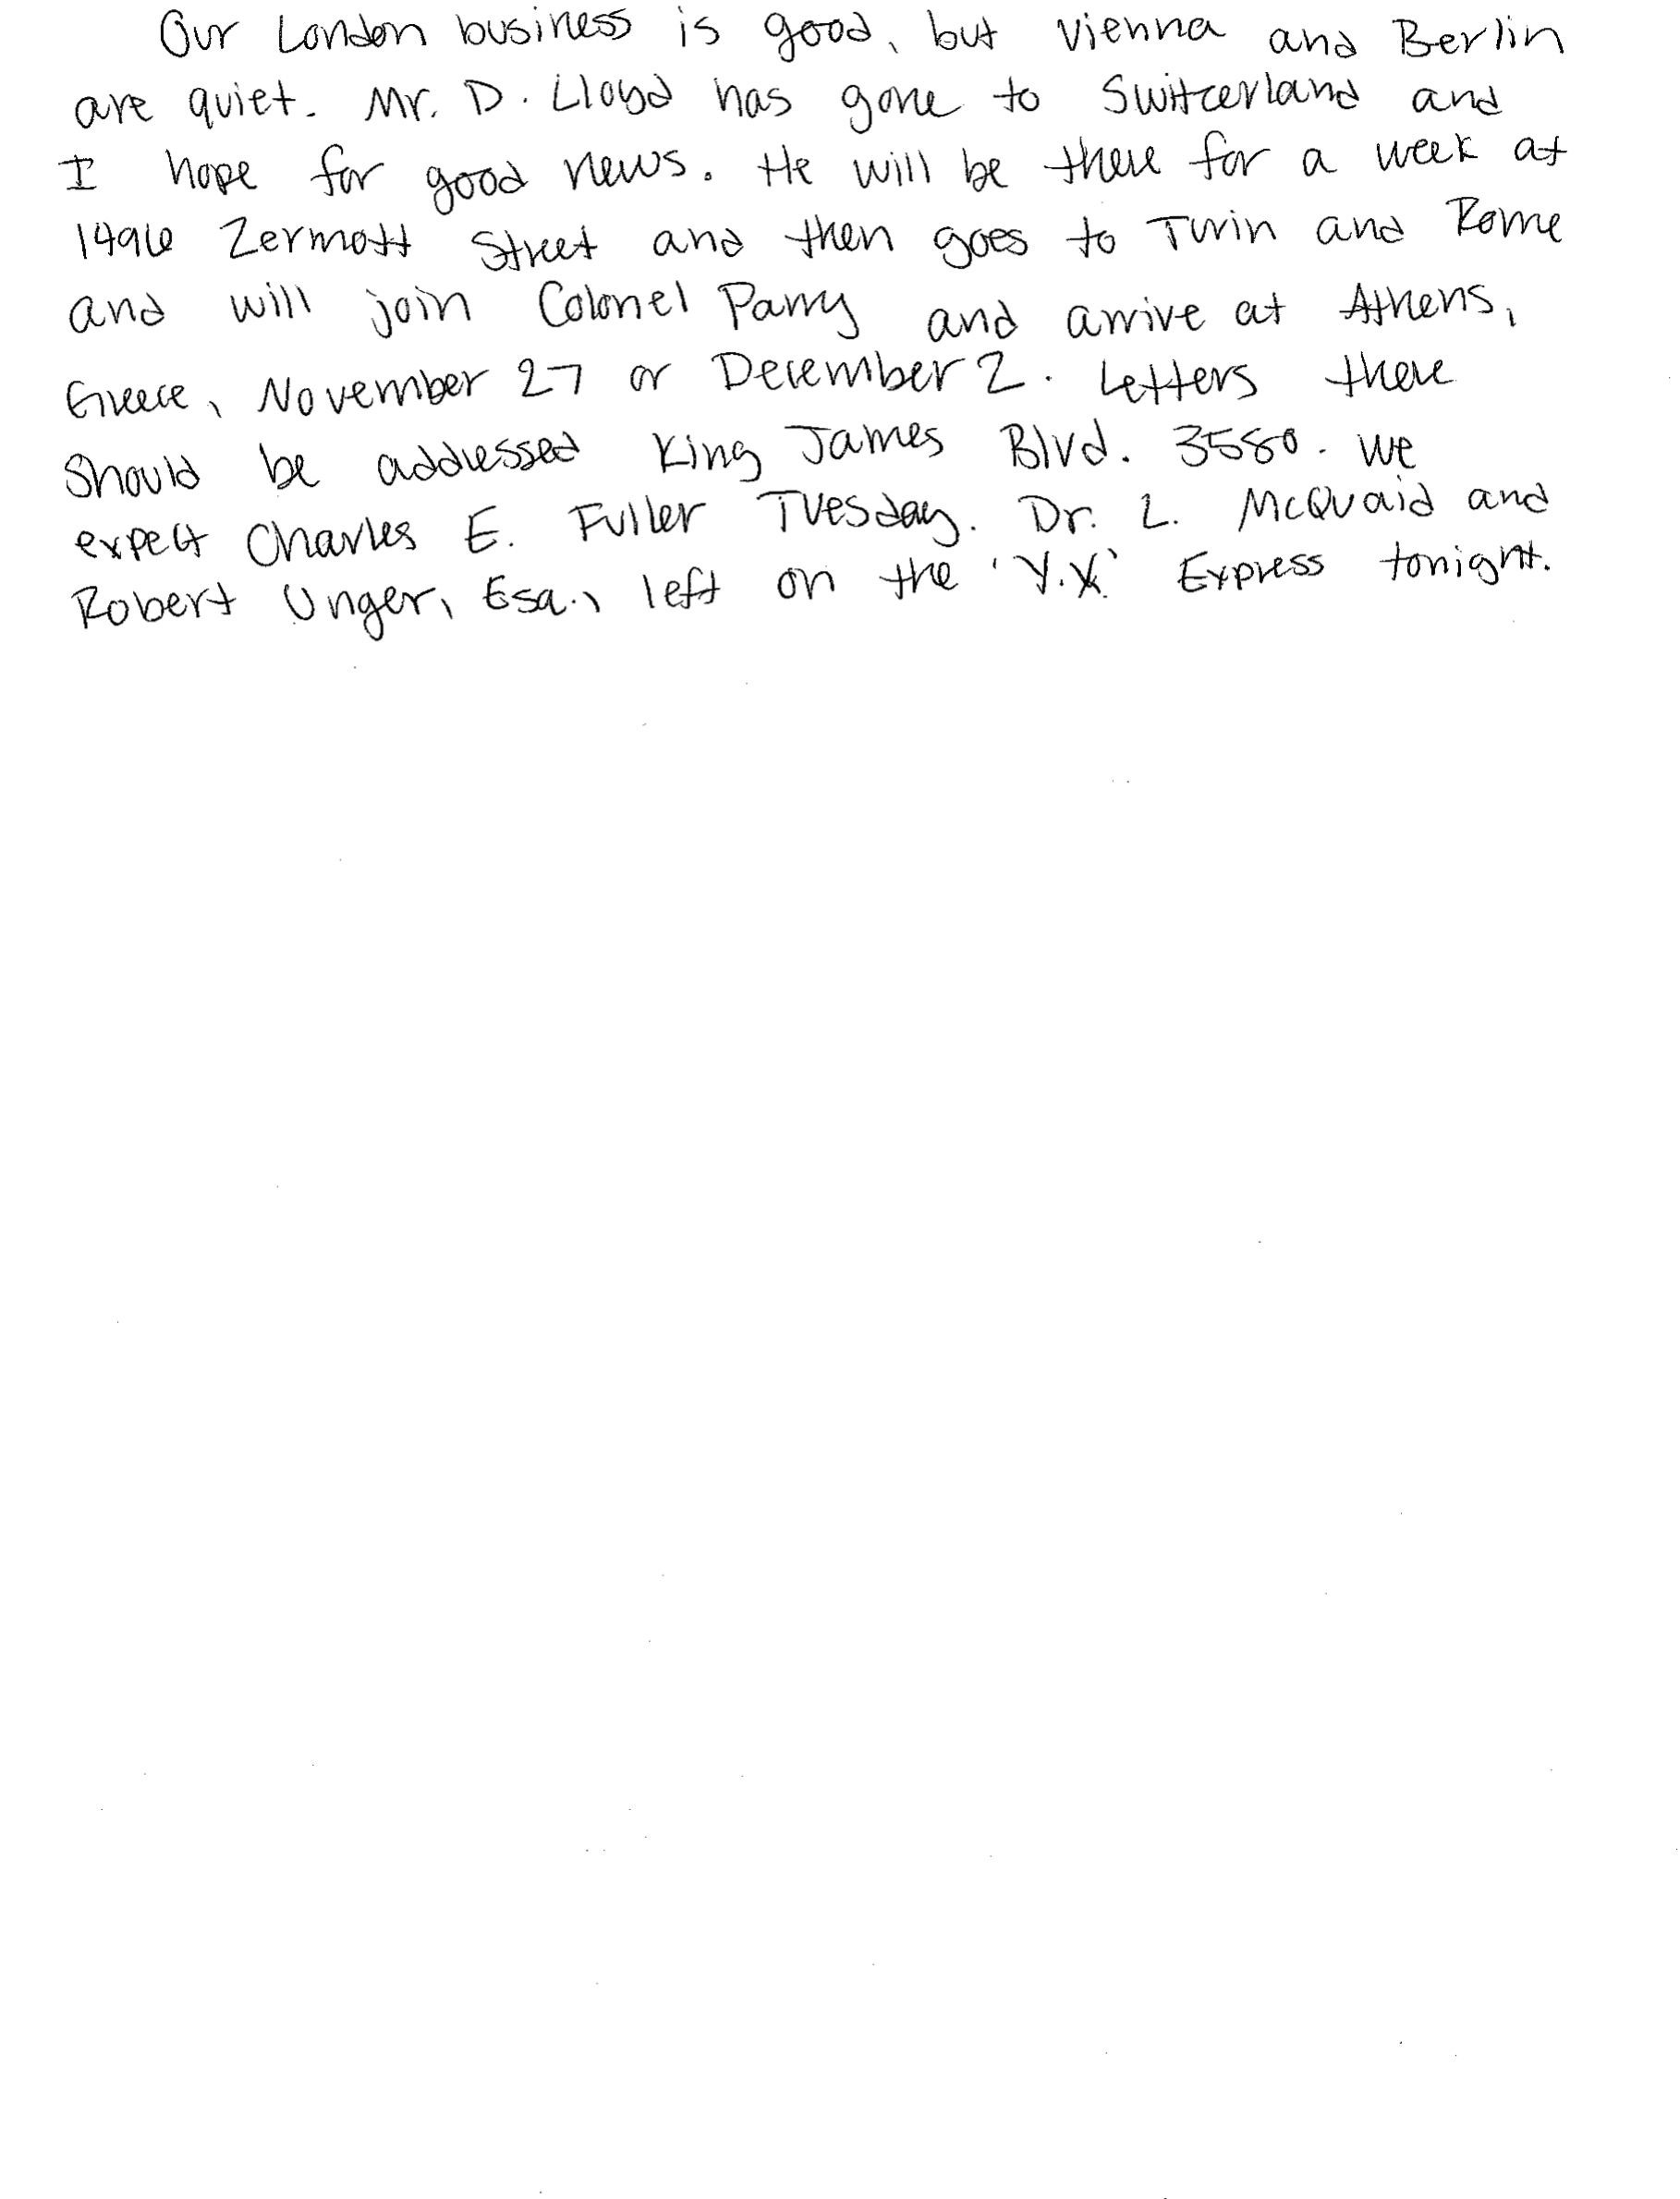 Our London business is good, but Vienna and Berlin
are quiet. Mr. D. Lloyd has gone to Switzerland and
I hope for good news. He will be there for a week at
1496 Zermott Street and then goes to Turin and Rome
and will join Colonel Parry and arrive at Athens,
Greece, November 27 or December 2. Letters there
should be addressed King James Blvd. 3580. We
expect Charles E. Fuller Tuesday. Dr. L. McQuaid and
Robert Unger, Esq., left on the 'Y.X.' Express tonight.